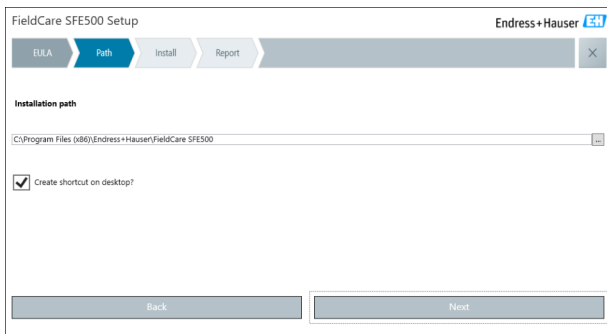 FieldCare SFE500 Setup
Endress+Hauser EH
EULA
Path
Install
Report
Installation path
C:\Program Files (x86)\Endress+Hauser\FieldCare SFE500
...
Create shortcut on desktop?
Back
Next